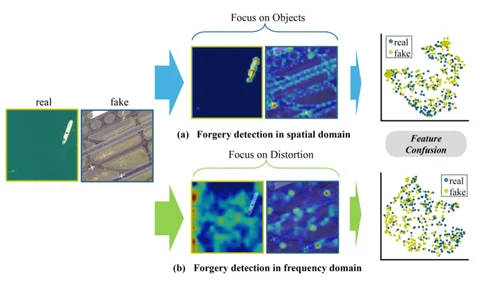 Focus on Objects
real
fake
(a) Forgery detection in spatial domain
real fake
Feature
Confusion
Focus on Distortion
real
fake
(b) Forgery detection in frequency domain